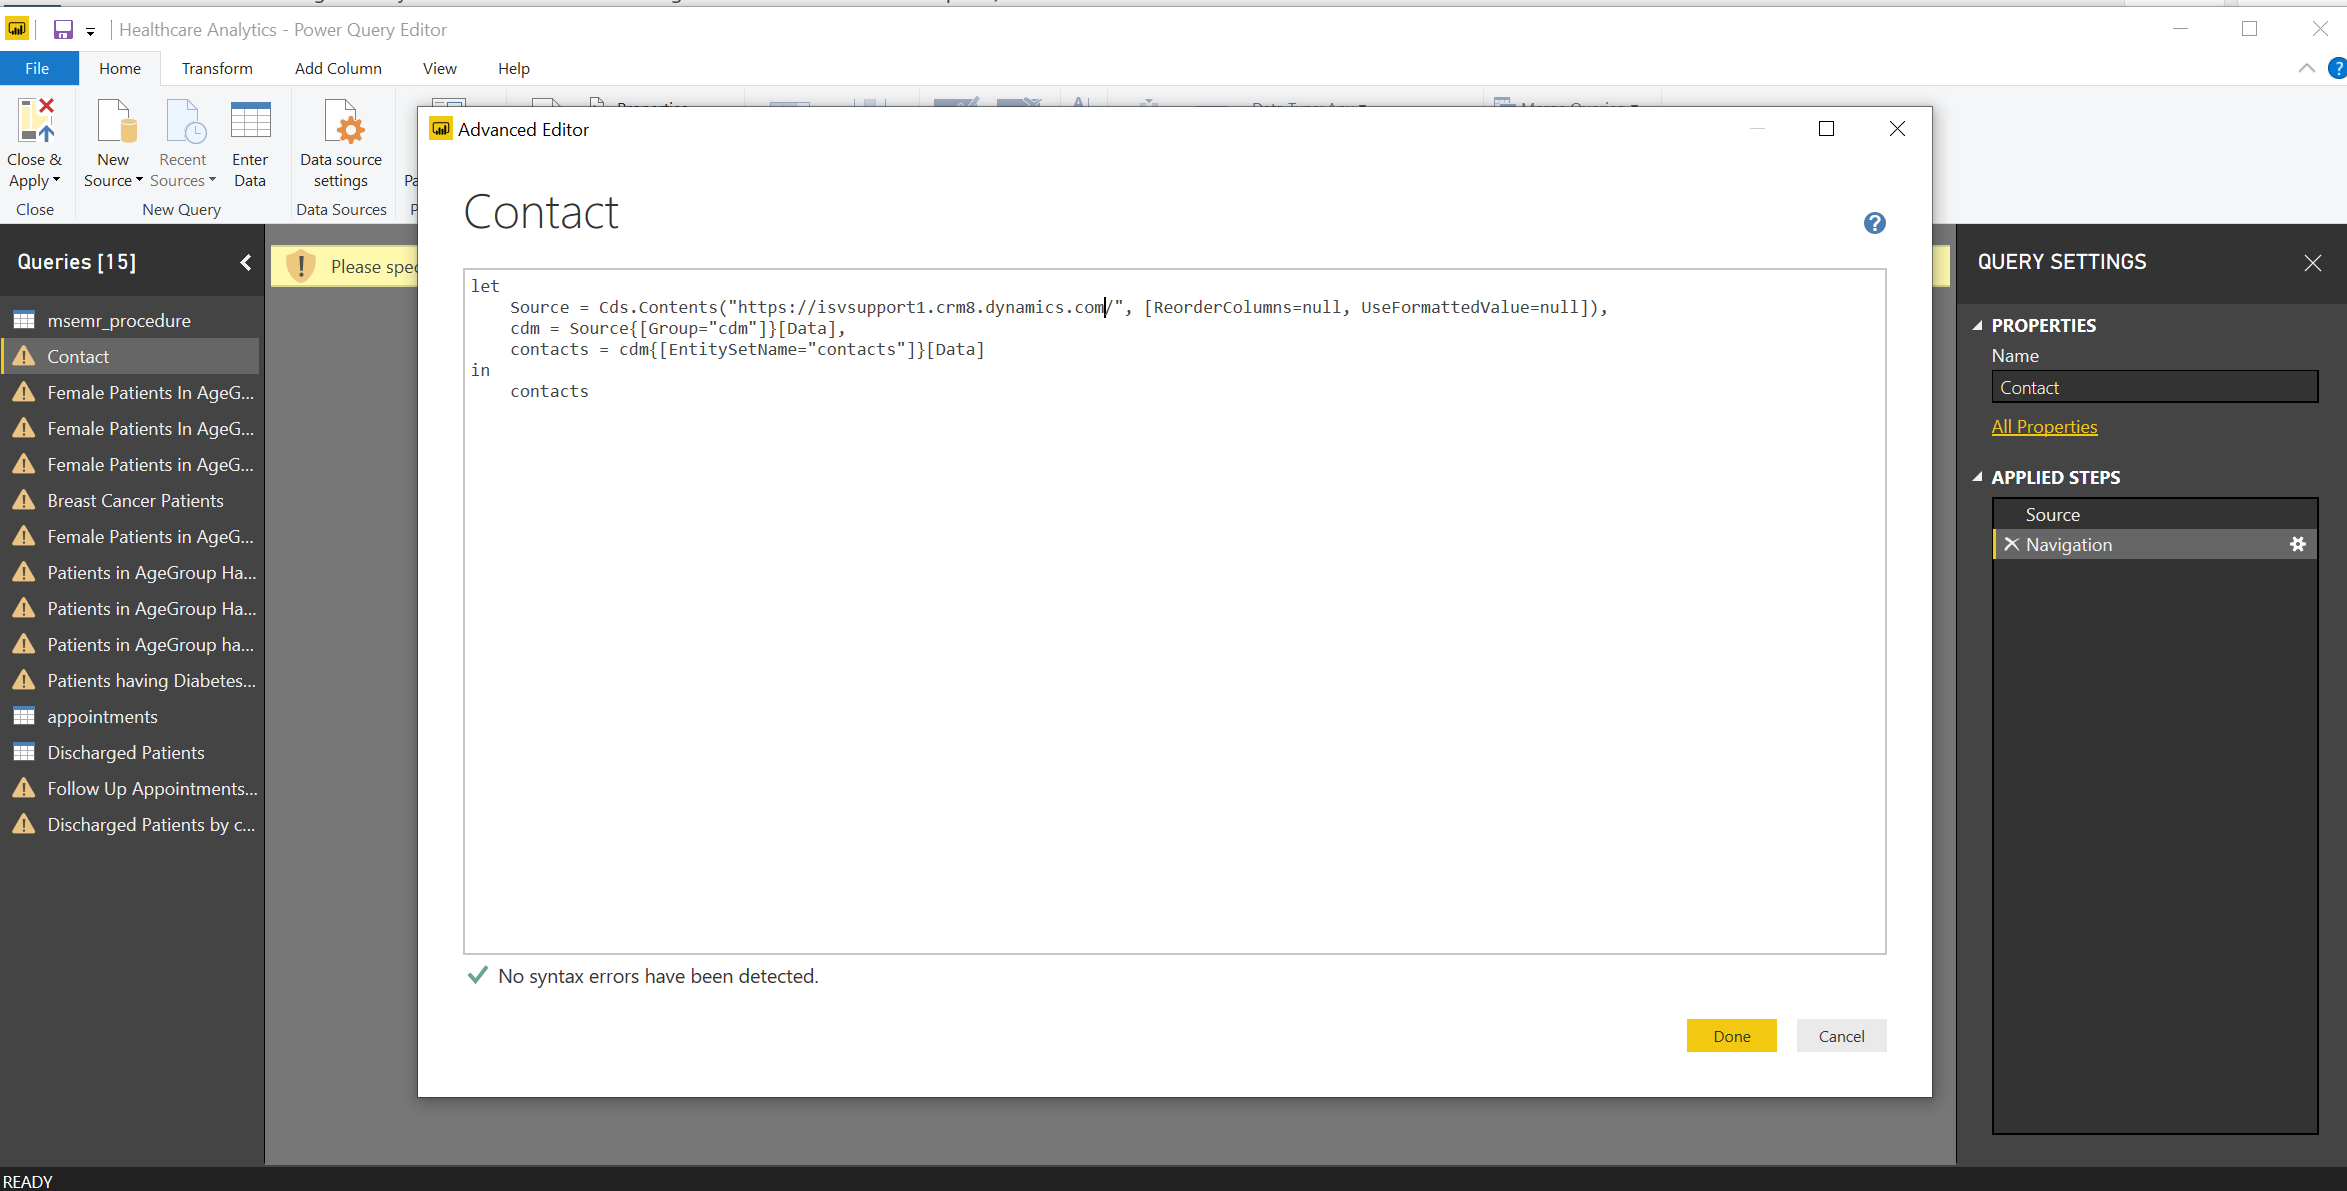 Healthcare Analytics - Power Query Editor
File Home Transform Add Column View Help
Close & Apply
New Source
Recent Sources
Enter Data
Data source settings
Close
New Query
Data Sources
Advanced Editor
Contact
Queries [15]
msemr_procedure
Contact
Female Patients In AgeG...
Female Patients In AgeG...
Female Patients in AgeG...
Breast Cancer Patients
Female Patients in AgeG...
Patients in AgeGroup Ha...
Patients in AgeGroup Ha...
Patients in AgeGroup ha...
Patients having Diabetes...
appointments
Discharged Patients
Follow Up Appointments...
Discharged Patients by c...
Please spec
let
Source = Cds.Contents("https://isvsupport1.crm8.dynamics.com/", [ReorderColumns=null, UseFormattedValue=null]),
cdm = Source{[Group="cdm"]}[Data],
contacts = cdm{[EntitySetName="contacts"]}[Data]
in
contacts
No syntax errors have been detected.
Done Cancel
QUERY SETTINGS
PROPERTIES
Name
Contact
All Properties
APPLIED STEPS
Source
Navigation
READY